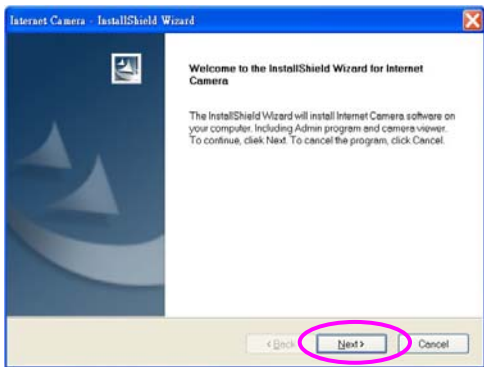 Internet Camera - InstallShield Wizard
Welcome to the InstallShield Wizard for Internet
Camera
The InstallShield Wizard will install Internet Camera software on
your computer. Including Admin program and camera viewer.
To continue, click Next. To cancel the program, click Cancel.
< Back
Next >
Cancel